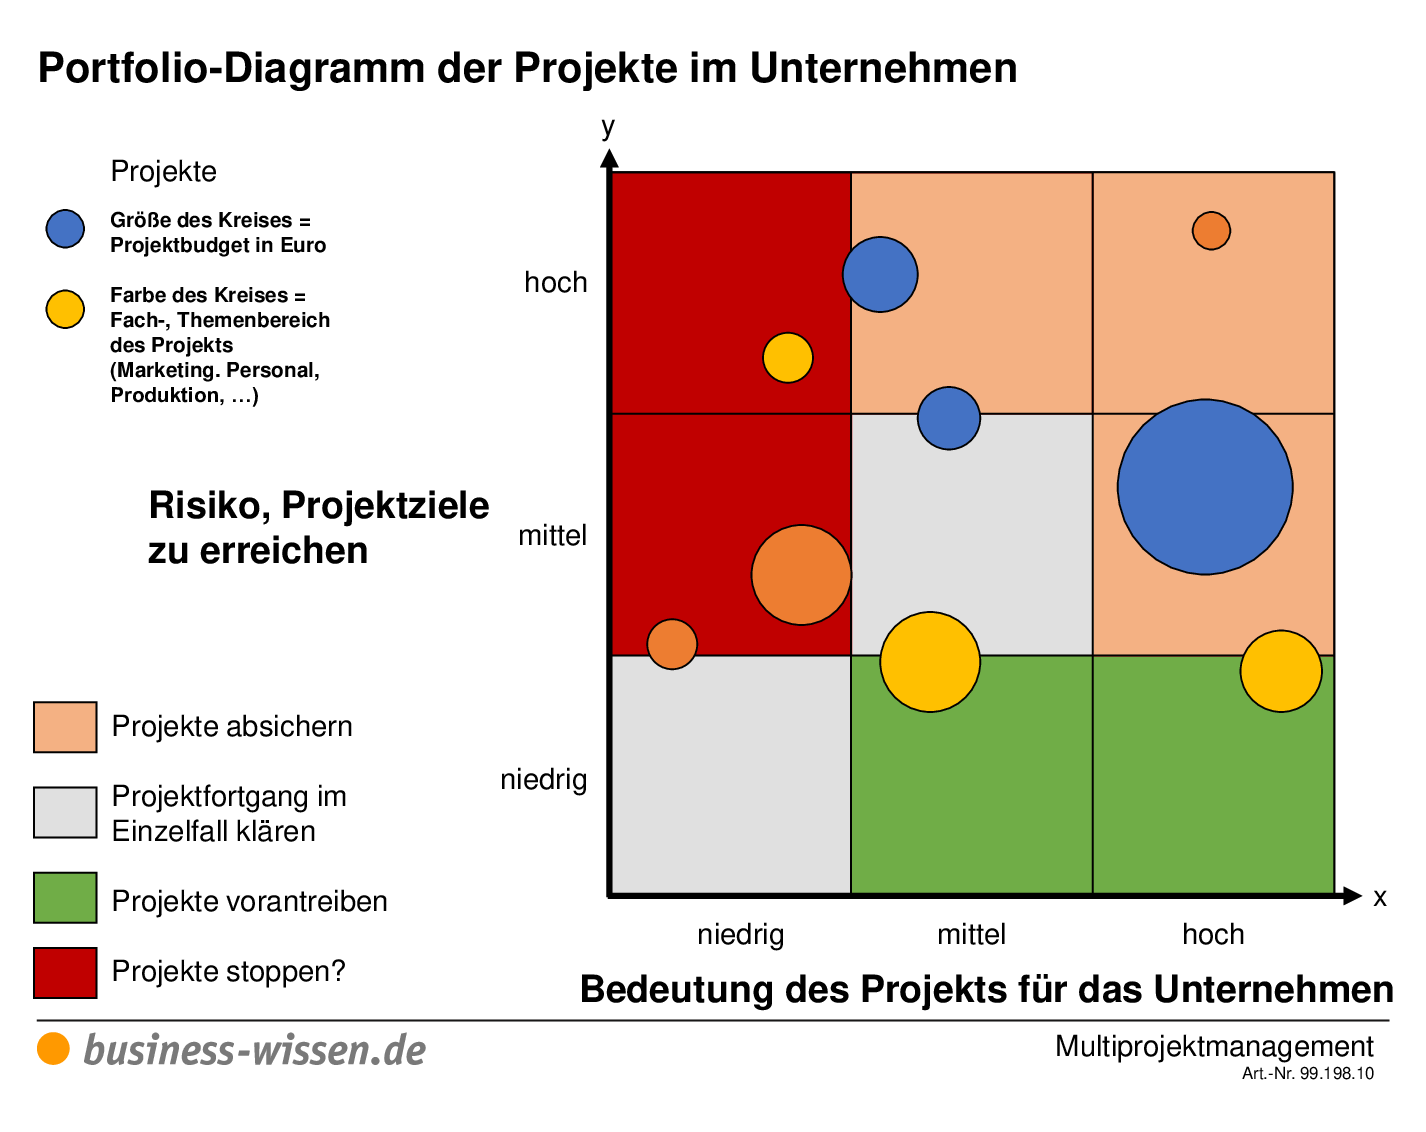 Portfolio-Diagramm der Projekte im Unternehmen
Projekte
Größe des Kreises =
Projektbudget in Euro
Farbe des Kreises =
Fach-, Themenbereich
des Projekts
(Marketing. Personal,
Produktion, …)
y
hoch
Risiko, Projektziele
zu erreichen
mittel
niedrig
Projekte absichern
Projektfortgang im
Einzelfall klären
Projekte vorantreiben
Projekte stoppen?
x
niedrig
mittel
hoch
Bedeutung des Projekts für das Unternehmen
business-wissen.de
Multiprojektmanagement
Art.-Nr. 99.198.10